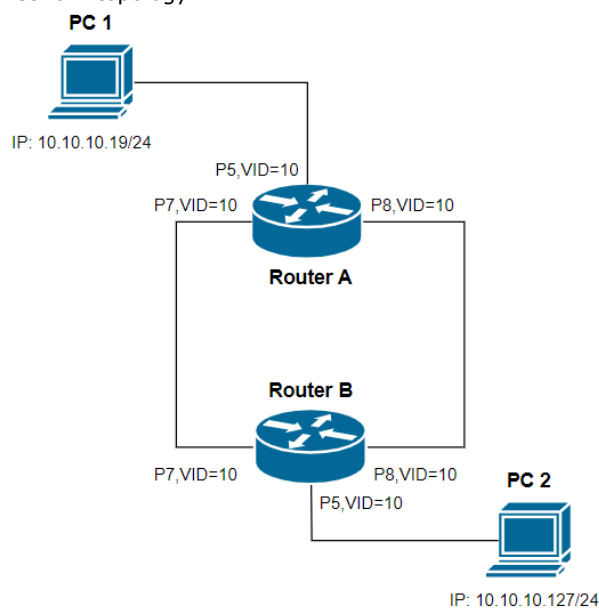 PC 1
IP: 10.10.10.19/24
P5,VID=10
P7,VID=10
P8,VID=10
Router A
Router B
P7,VID=10
P8,VID=10
P5,VID=10
PC 2
IP: 10.10.10.127/24